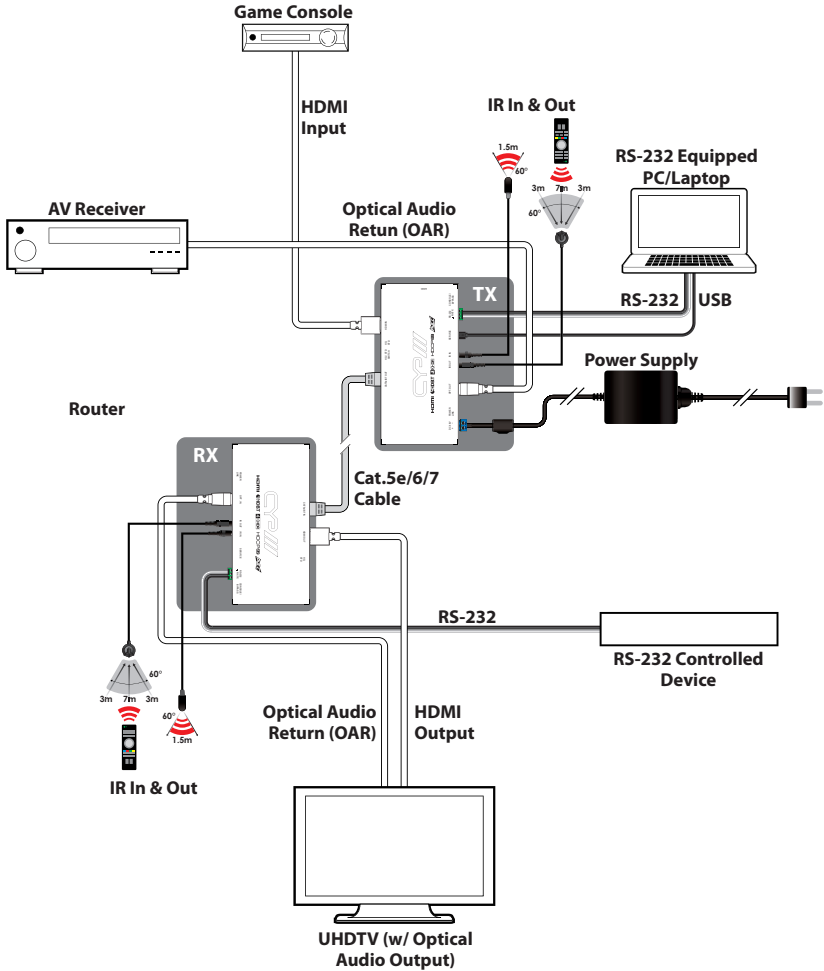 Game Console
HDMI
Input
IR In & Out
1.5m
60°
3m 7m 3m
60°
RS-232 Equipped
PC/Laptop
AV Receiver
Optical Audio
Retun (OAR)
TX
RS-232
USB
Power Supply
Router
RX
Cat.5e/6/7
Cable
RS-232
RS-232 Controlled
Device
60°
3m 7m 3m
60°
1.5m
IR In & Out
Optical Audio
Return (OAR)
HDMI
Output
UHDTV (w/ Optical
Audio Output)